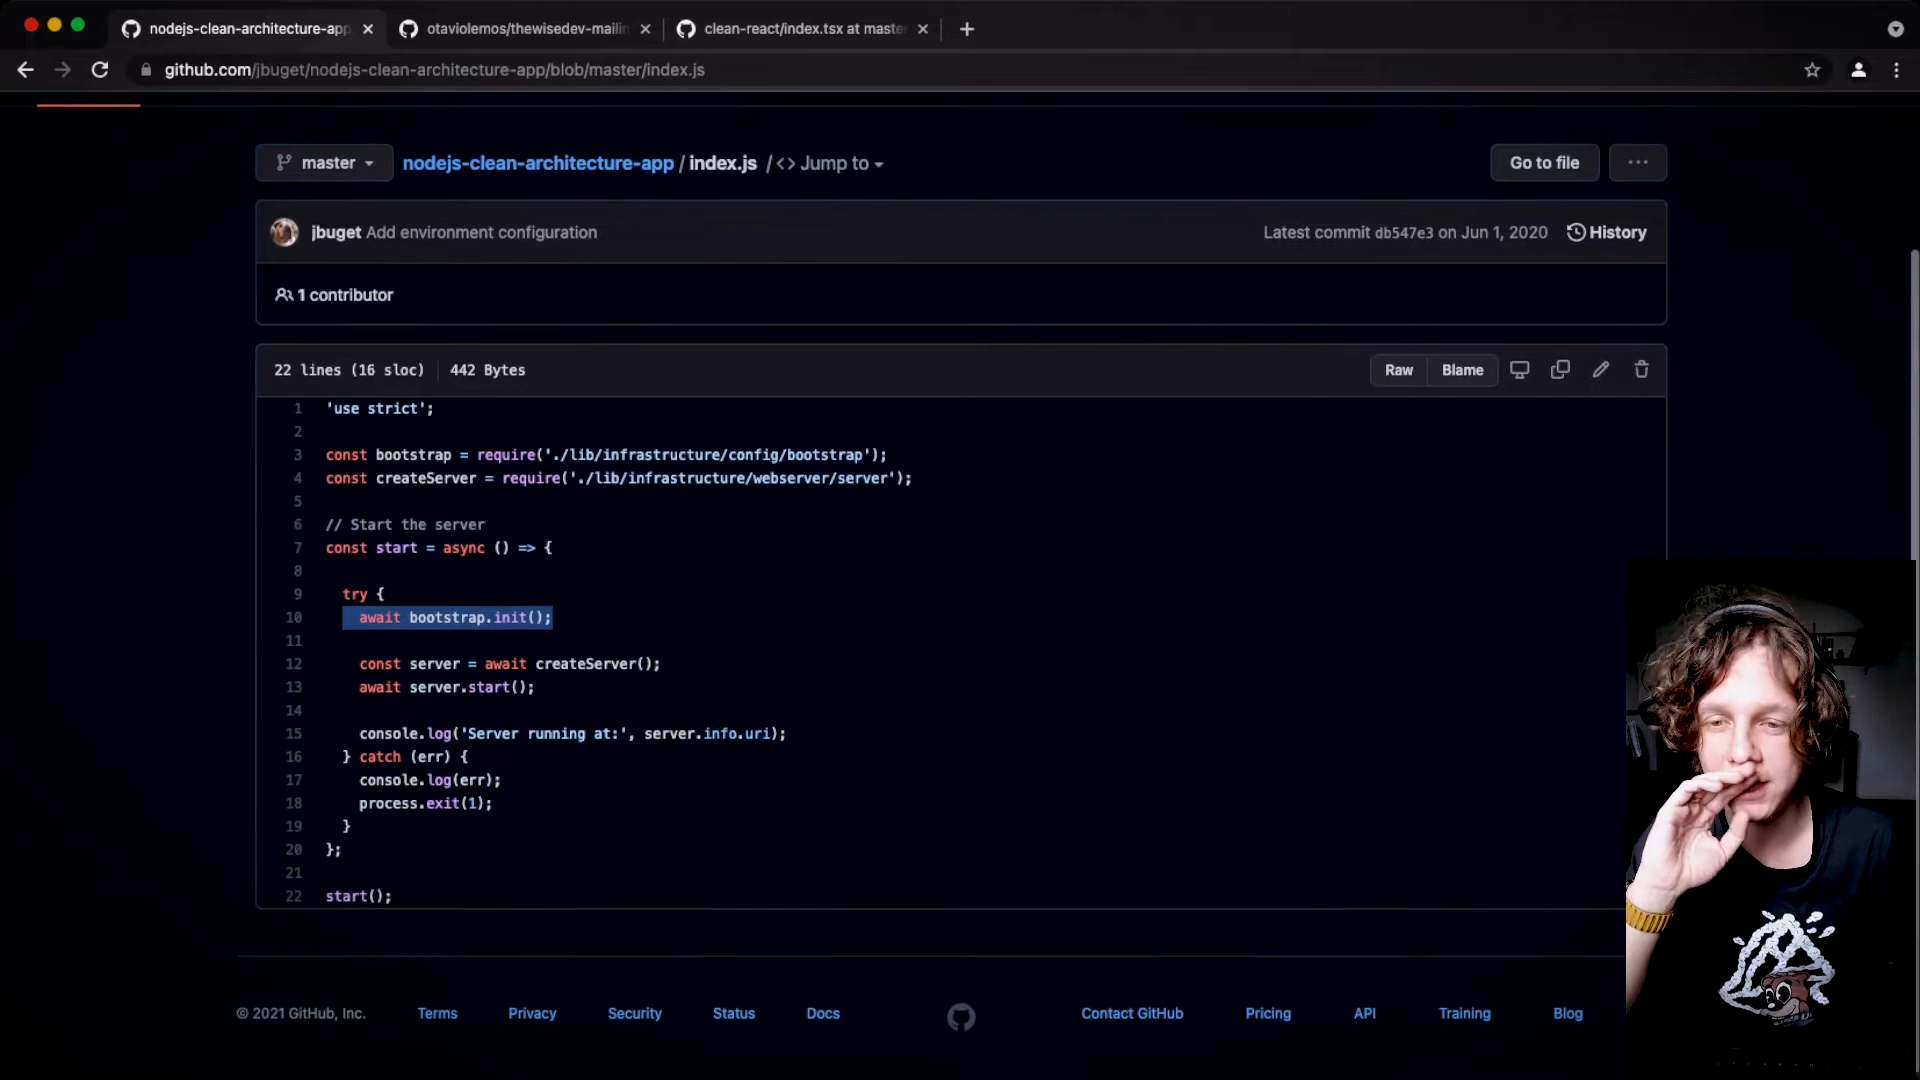 nodejs-clean-architecture-app
otaviolemos/thewisedev-mailin
clean-react/index.tsx at maste
github.com/jbuget/nodejs-clean-architecture-app/blob/master/index.js
master
nodejs-clean-architecture-app / index.js / <> Jump to
Go to file
jbuget Add environment configuration
Latest commit db547e3 on Jun 1, 2020 History
1 contributor
22 lines (16 sloc) 442 Bytes
Raw Blame
1 'use strict';
2
3 const bootstrap = require('./lib/infrastructure/config/bootstrap');
4 const createServer = require('./lib/infrastructure/webserver/server');
5
6 // Start the server
7 const start = async () => {
8
9 try {
10 await bootstrap.init();
11
12 const server = await createServer();
13 await server.start();
14
15 console.log('Server running at:', server.info.uri);
16 } catch (err) {
17 console.log(err);
18 process.exit(1);
19 }
20 };
21
22 start();
© 2021 GitHub, Inc. Terms Privacy Security Status Docs Contact GitHub Pricing API Training Blog